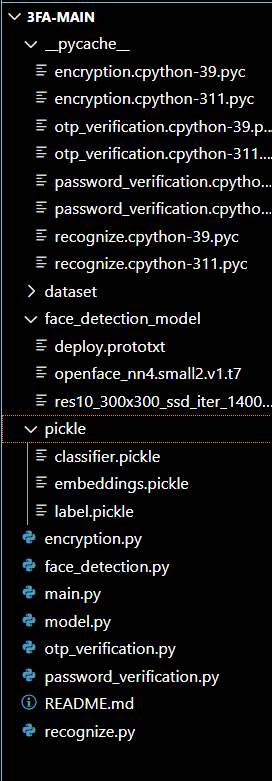 3FA-MAIN
__pycache__
encryption.cpython-39.pyc
encryption.cpython-311.pyc
otp_verification.cpython-39.p...
otp_verification.cpython-311....
password_verification.cpytho...
password_verification.cpytho...
recognize.cpython-39.pyc
recognize.cpython-311.pyc
dataset
face_detection_model
deploy.prototxt
openface_nn4.small2.v1.t7
res10_300x300_ssd_iter_1400...
pickle
classifier.pickle
embeddings.pickle
label.pickle
encryption.py
face_detection.py
main.py
model.py
otp_verification.py
password_verification.py
README.md
recognize.py